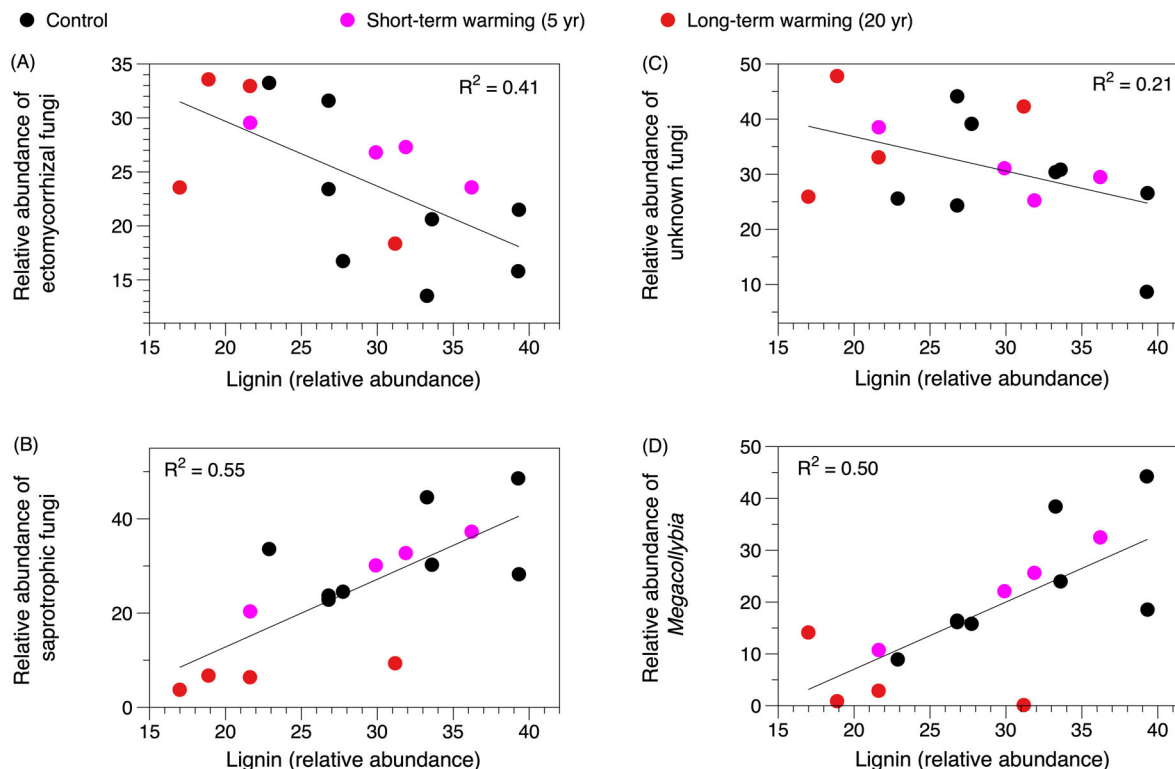 Control
Short-term warming (5 yr)
Long-term warming (20 yr)
(A)
35
30
25
20
15
R² = 0.41
Relative abundance of
ectomycorrhizal fungi
15 20 25 30 35 40
Lignin (relative abundance)
(C)
50
40
30
20
10
R² = 0.21
Relative abundance of
unknown fungi
15 20 25 30 35 40
Lignin (relative abundance)
(B)
40
20
0
R² = 0.55
Relative abundance of
saprotrophic fungi
15 20 25 30 35 40
Lignin (relative abundance)
(D)
50
40
30
20
10
0
R² = 0.50
Relative abundance of
Megacollybia
15 20 25 30 35 40
Lignin (relative abundance)